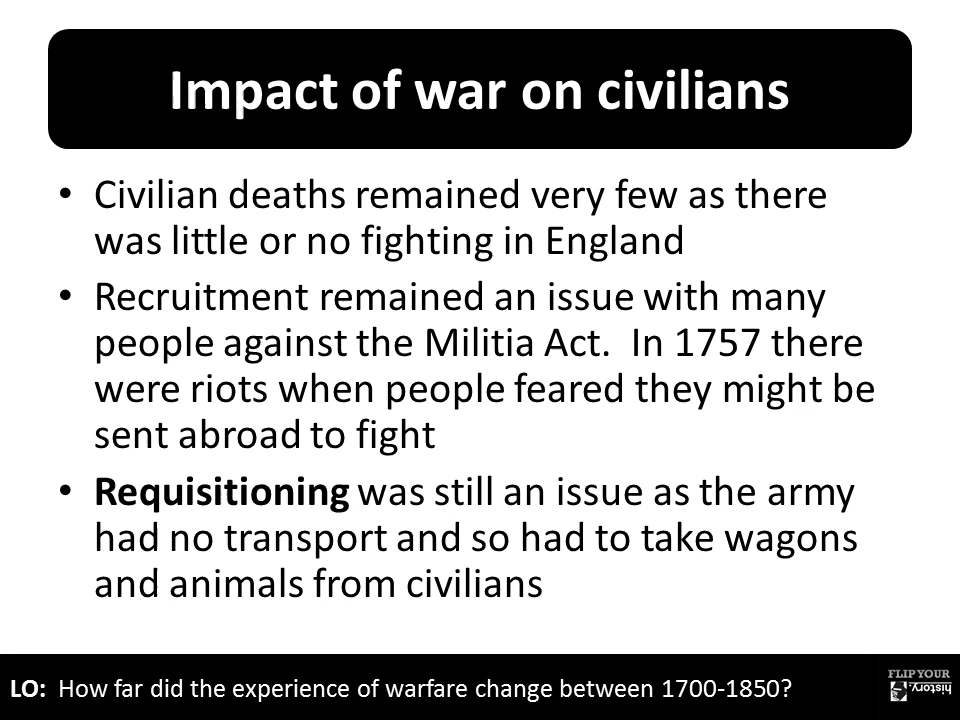 Impact of war on civilians
• Civilian deaths remained very few as there
was little or no fighting in England
• Recruitment remained an issue with many
people against the Militia Act.  In 1757 there
were riots when people feared they might be
sent abroad to fight
• Requisitioning was still an issue as the army
had no transport and so had to take wagons
and animals from civilians
LO:  How far did the experience of warfare change between 1700-1850?
FLIP YOUR
history.